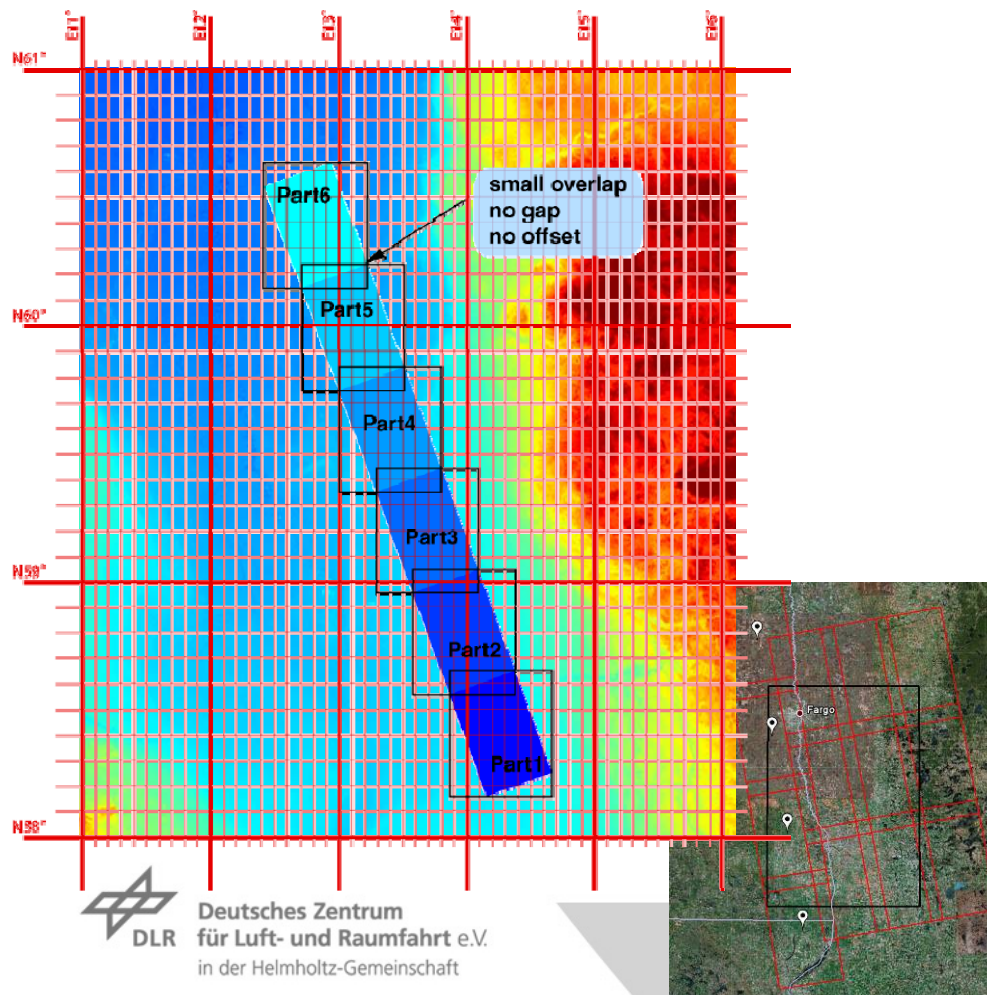 E11°
E12°
E13°
E14°
E15°
E16°
N61°
N60°
N59°
N58°
Part6
small overlap
no gap
no offset
Part5
Part4
Part3
Part2
Part1
Fargo
DLR
Deutsches Zentrum
für Luft- und Raumfahrt e.V.
in der Helmholtz-Gemeinschaft